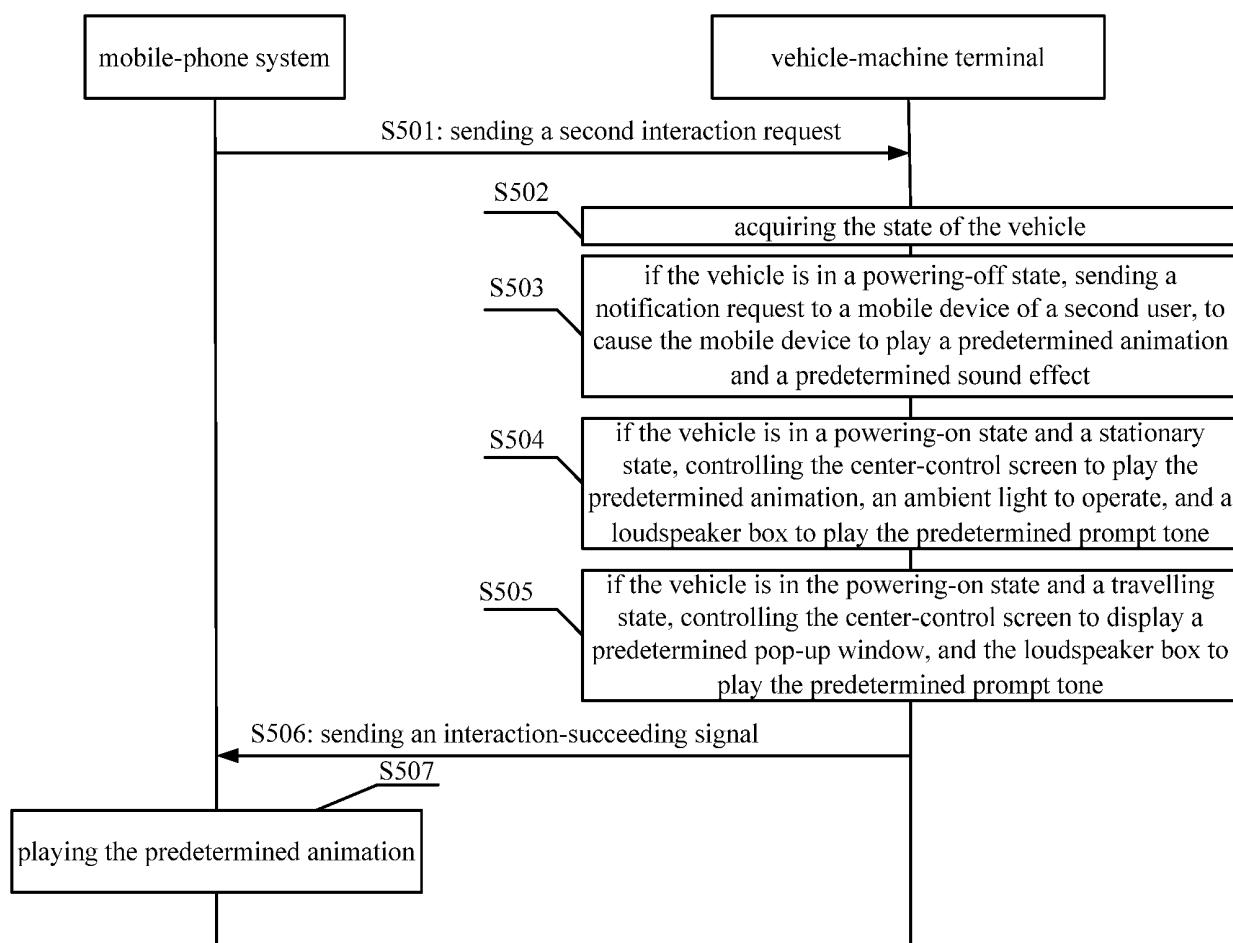 mobile-phone system
vehicle-machine terminal
S501: sending a second interaction request
S502
acquiring the state of the vehicle
S503
if the vehicle is in a powering-off state, sending a
notification request to a mobile device of a second user, to
cause the mobile device to play a predetermined animation
and a predetermined sound effect
S504
if the vehicle is in a powering-on state and a stationary
state, controlling the center-control screen to play the
predetermined animation, an ambient light to operate, and a
loudspeaker box to play the predetermined prompt tone
S505
if the vehicle is in the powering-on state and a travelling
state, controlling the center-control screen to display a
predetermined pop-up window, and the loudspeaker box to
play the predetermined prompt tone
S506: sending an interaction-succeeding signal
S507
playing the predetermined animation